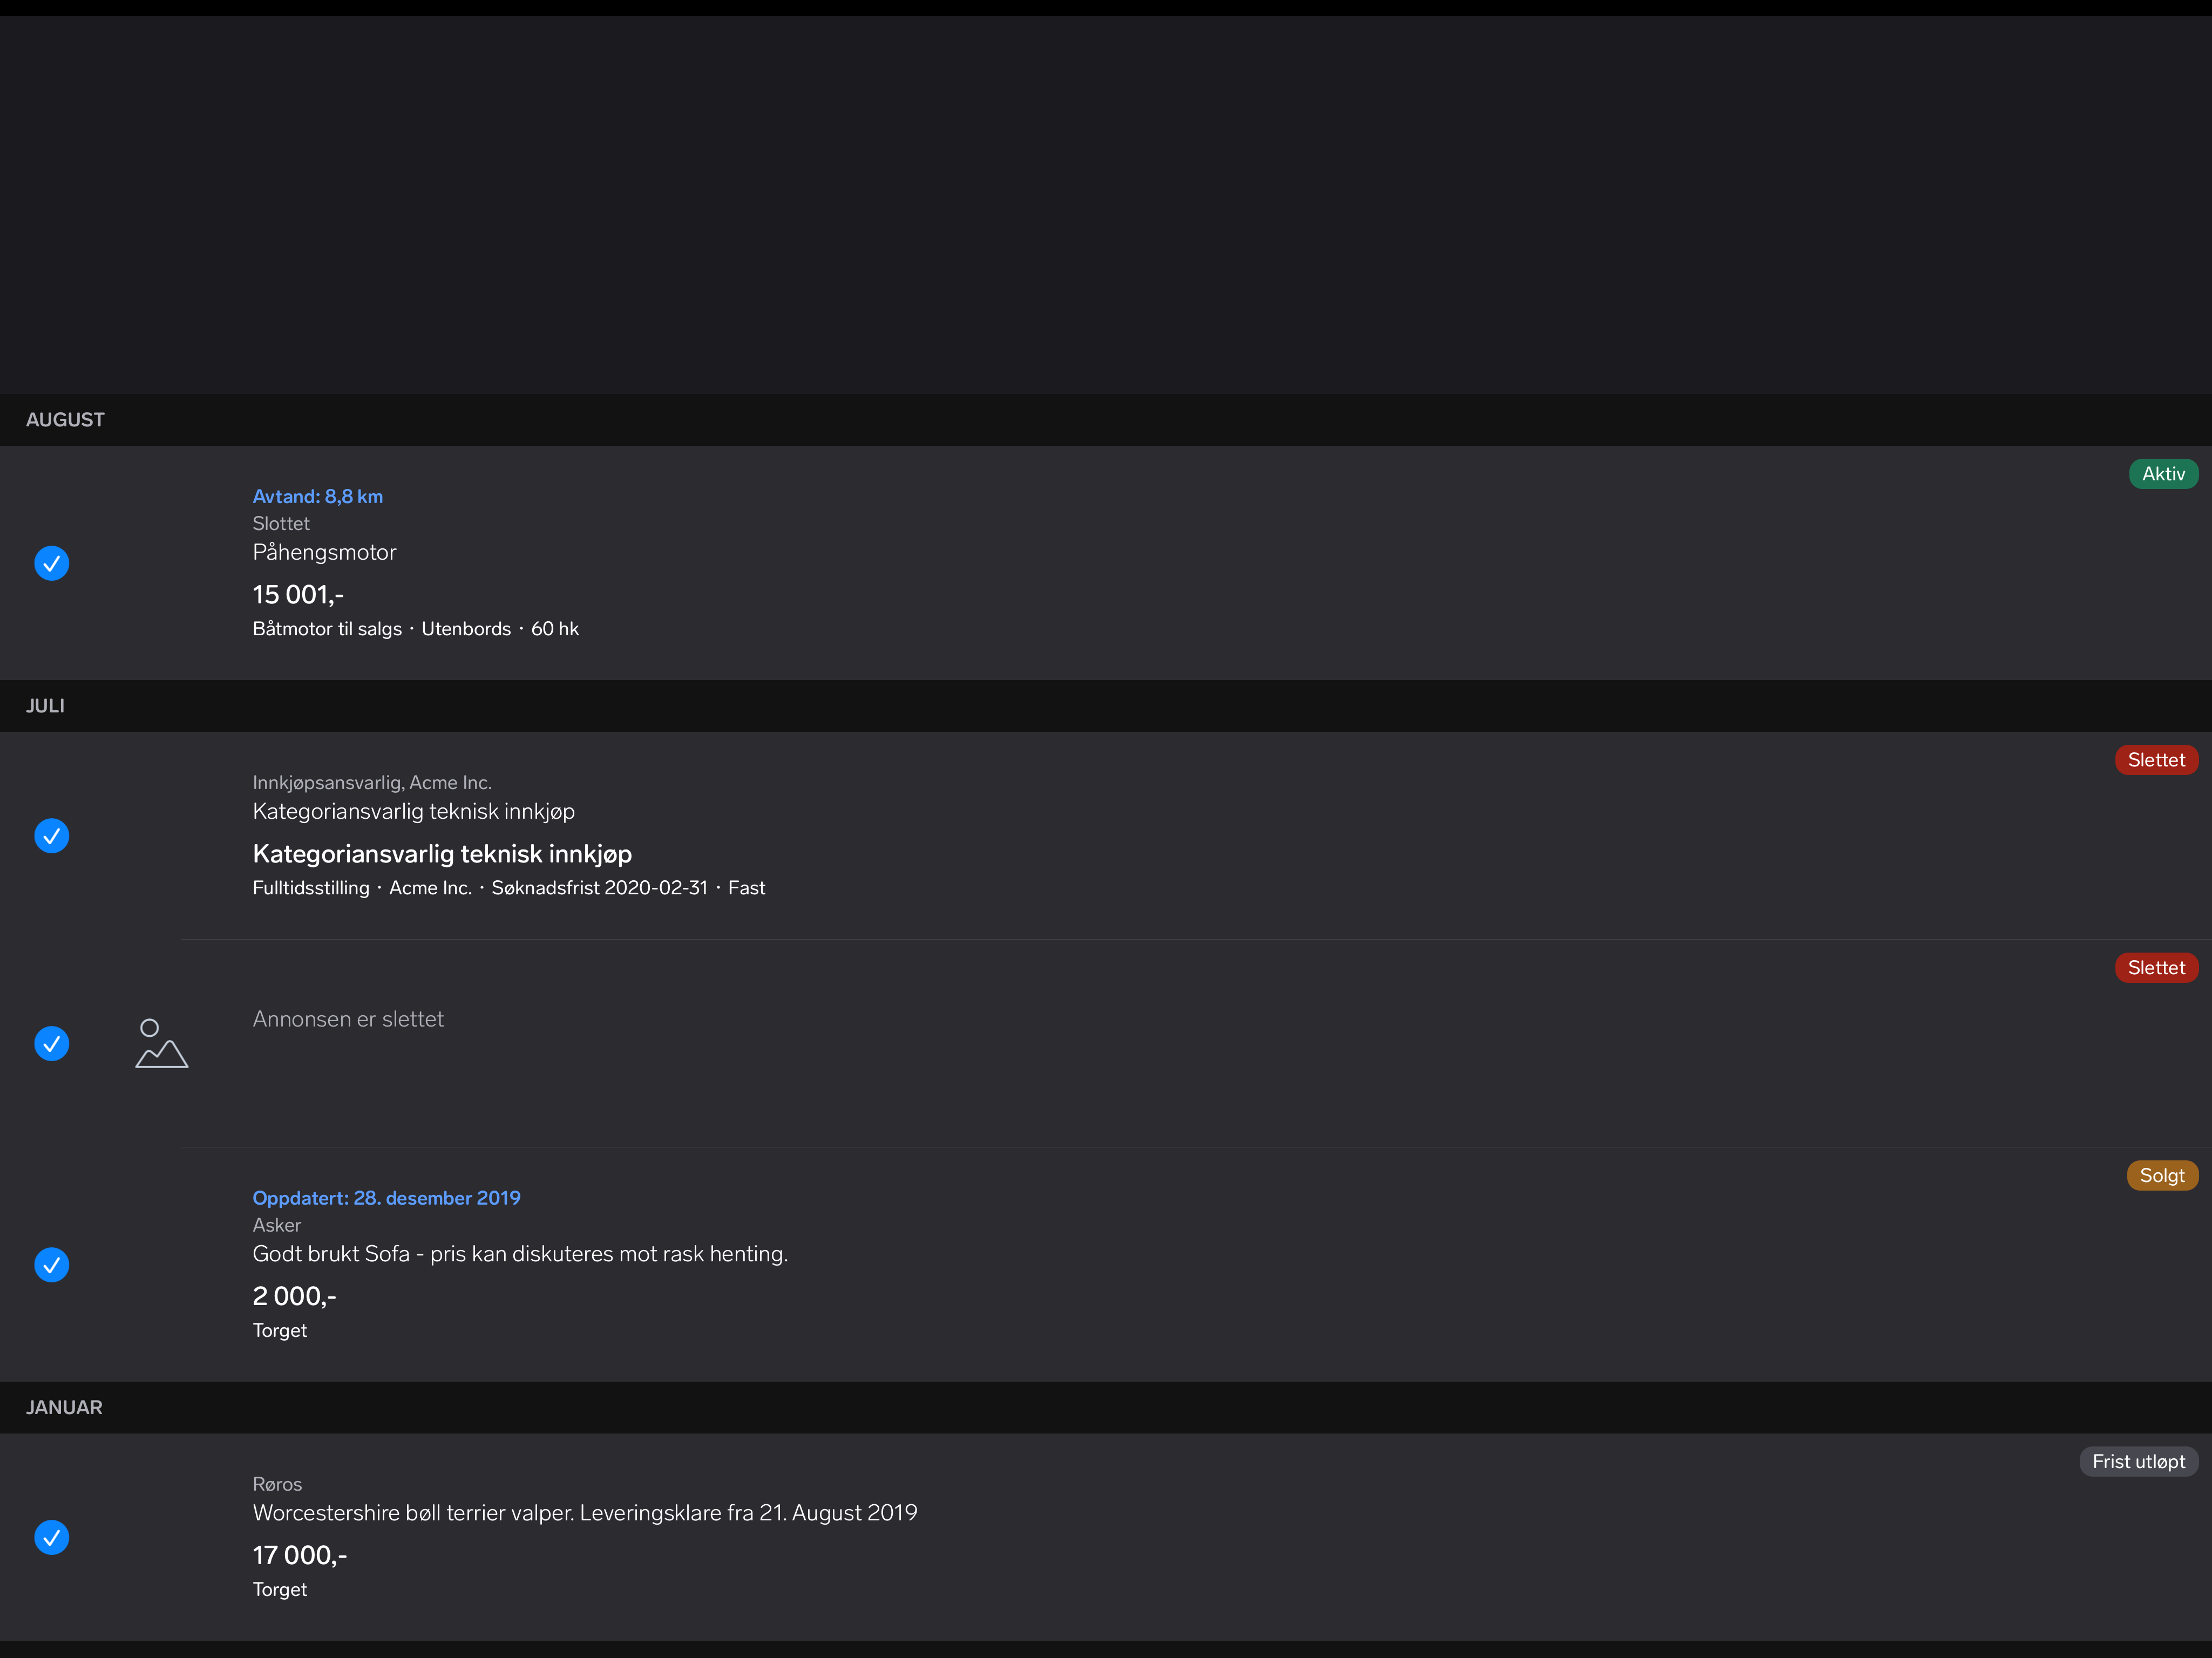 AUGUST
Aktiv
Avtand: 8,8 km
Slottet
Påhengsmotor
15 001,-
Båtmotor til salgs · Utenbords · 60 hk
JULI
Slettet
Innkjøpsansvarlig, Acme Inc.
Kategoriansvarlig teknisk innkjøp
Kategoriansvarlig teknisk innkjøp
Fulltidsstilling · Acme Inc. · Søknadsfrist 2020-02-31 · Fast
Slettet
Annonsen er slettet
Solgt
Oppdatert: 28. desember 2019
Asker
Godt brukt Sofa - pris kan diskuteres mot rask henting.
2 000,-
Torget
JANUAR
Frist utløpt
Røros
Worcestershire bøll terrier valper. Leveringsklare fra 21. August 2019
17 000,-
Torget